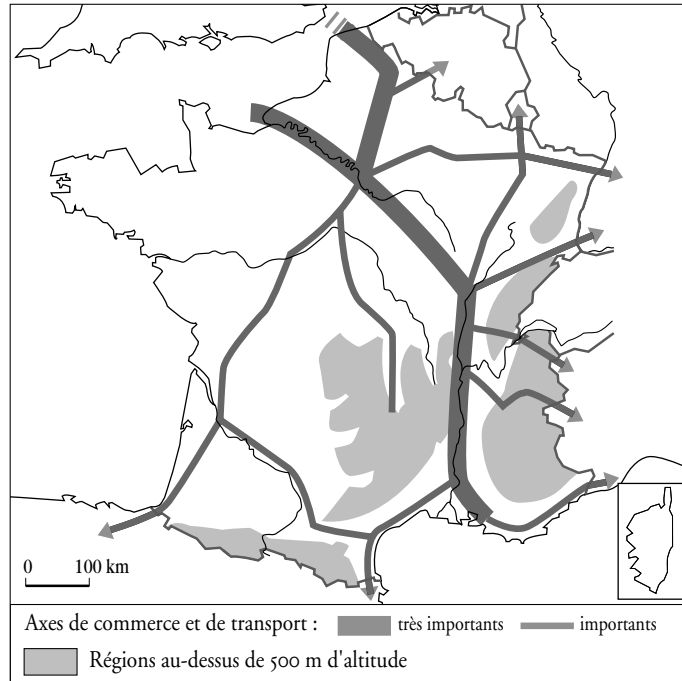 0 100 km
Axes de commerce et de transport : très importants importants
Régions au-dessus de 500 m d'altitude